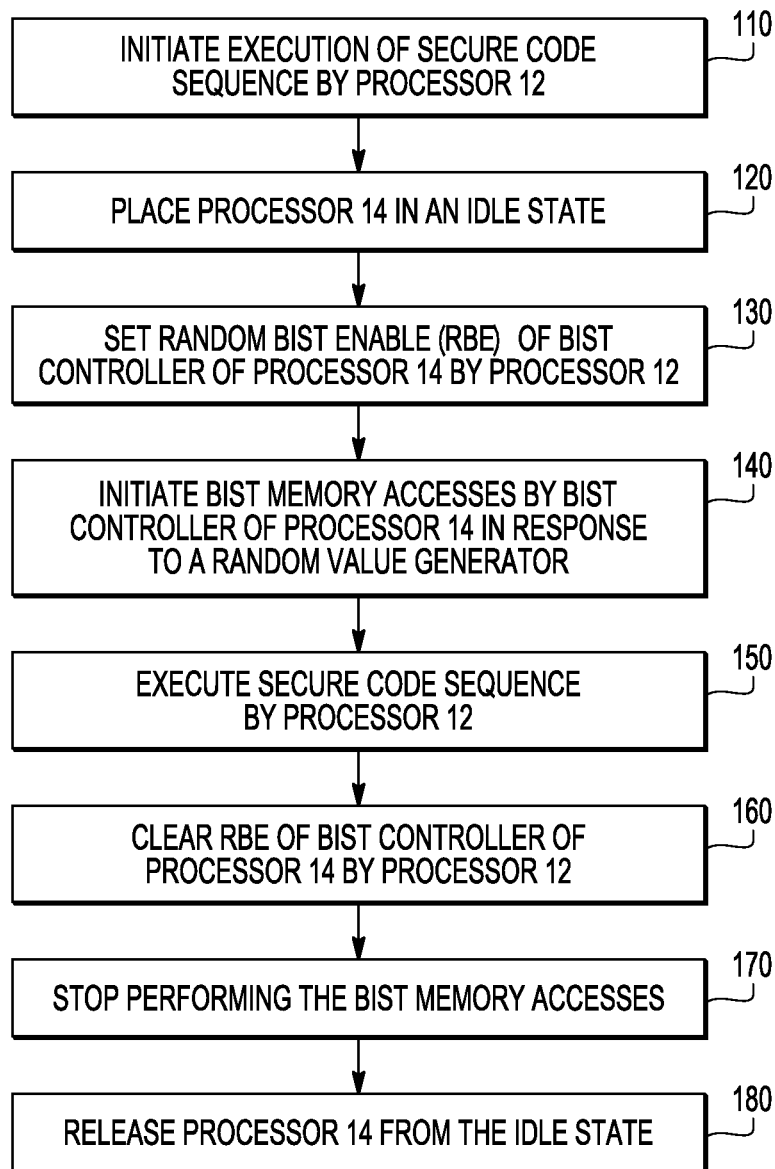 110
INITIATE EXECUTION OF SECURE CODE
SEQUENCE BY PROCESSOR 12
120
PLACE PROCESSOR 14 IN AN IDLE STATE
130
SET RANDOM BIST ENABLE (RBE) OF BIST
CONTROLLER OF PROCESSOR 14 BY PROCESSOR 12
140
INITIATE BIST MEMORY ACCESSES BY BIST
CONTROLLER OF PROCESSOR 14 IN RESPONSE
TO A RANDOM VALUE GENERATOR
150
EXECUTE SECURE CODE SEQUENCE
BY PROCESSOR 12
160
CLEAR RBE OF BIST CONTROLLER OF
PROCESSOR 14 BY PROCESSOR 12
170
STOP PERFORMING THE BIST MEMORY ACCESSES
180
RELEASE PROCESSOR 14 FROM THE IDLE STATE